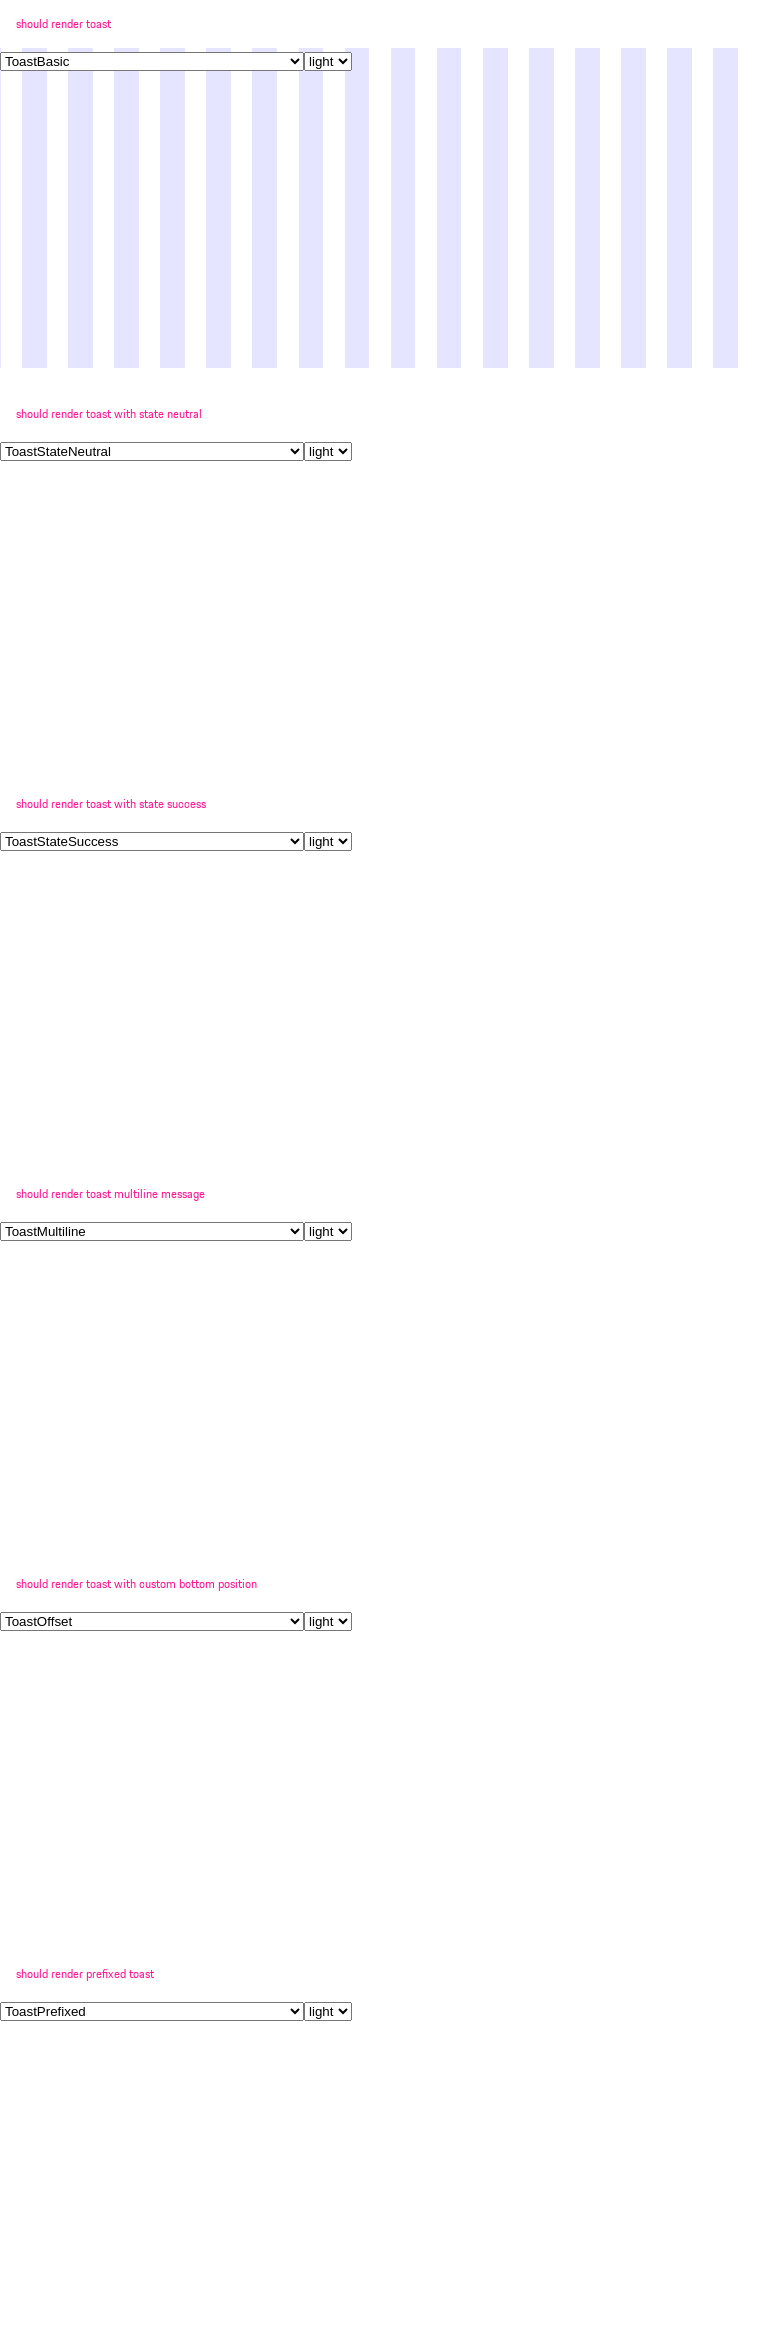 should render toast
ToastBasic light
should render toast with state neutral
ToastStateNeutral light
should render toast with state success
ToastStateSuccess light
should render toast multiline message
ToastMultiline light
should render toast with custom bottom position
ToastOffset light
should render prefixed toast
ToastPrefixed light